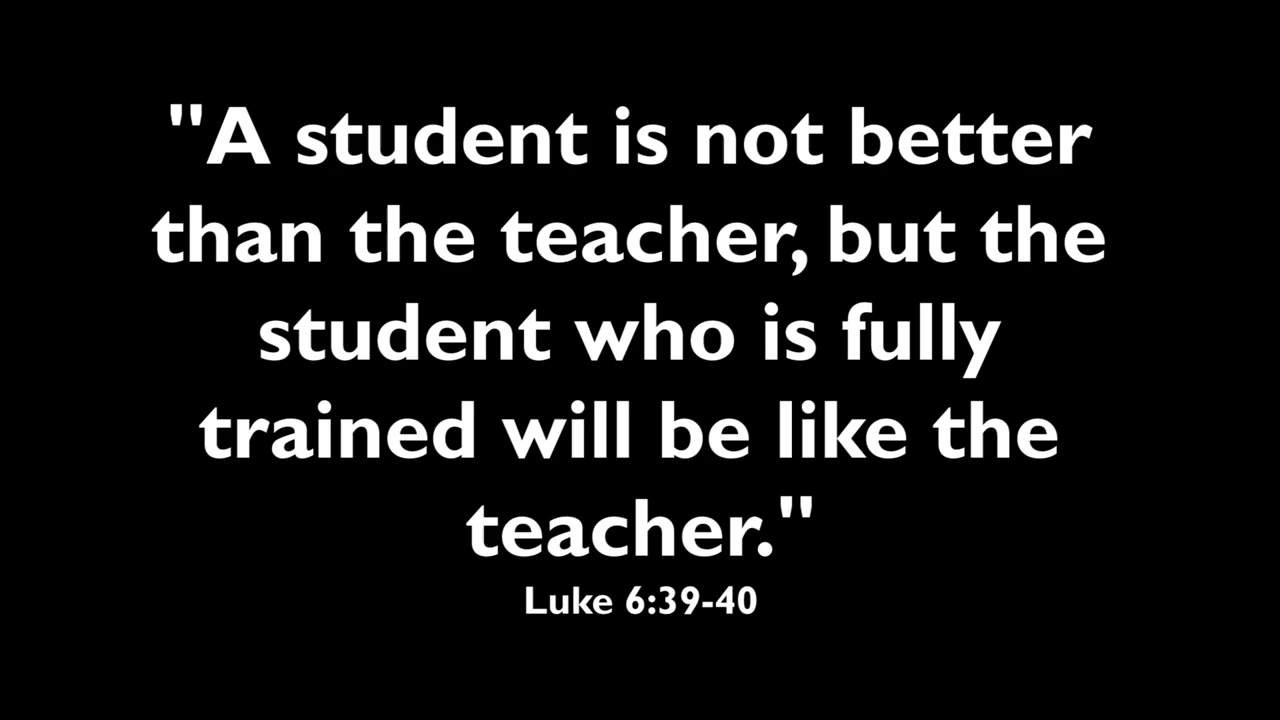 "A student is not better
than the teacher, but the
student who is fully
trained will be like the
teacher."
Luke 6:39-40